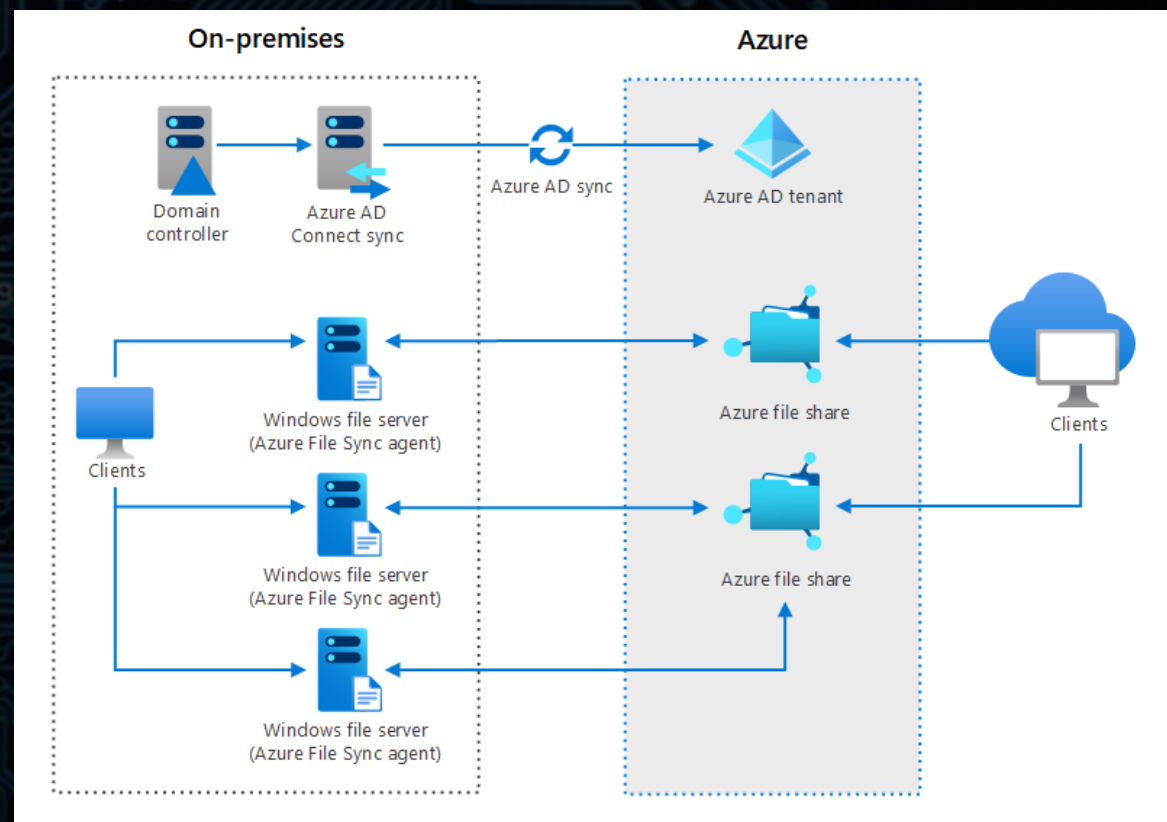 On-premises
Azure
Domain
controller
Azure AD
Connect sync
Azure AD sync
Azure AD tenant
Clients
Windows file server
(Azure File Sync agent)
Azure file share
Clients
Windows file server
(Azure File Sync agent)
Azure file share
Windows file server
(Azure File Sync agent)